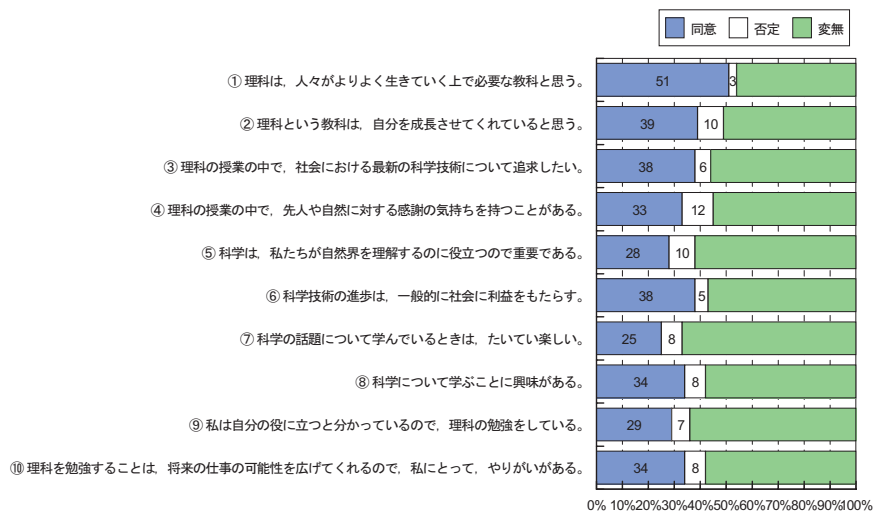 同意 否定 変無
① 理科は，人々がよりよく生きていく上で必要な教科と思う。 51 3
② 理科という教科は，自分を成長させてくれていると思う。 39 10
③ 理科の授業の中で，社会における最新の科学技術について追求したい。 38 6
④ 理科の授業の中で，先人や自然に対する感謝の気持ちを持つことがある。 33 12
⑤ 科学は，私たちが自然界を理解するのに役立つので重要である。 28 10
⑥ 科学技術の進歩は，一般的に社会に利益をもたらす。 38 5
⑦ 科学の話題について学んでいるときは，たいてい楽しい。 25 8
⑧ 科学について学ぶことに興味がある。 34 8
⑨ 私は自分の役に立つと分かっているので，理科の勉強をしている。 29 7
⑩ 理科を勉強することは，将来の仕事の可能性を広げてくれるので，私にとって，やりがいがある。 34 8
0% 10% 20% 30% 40% 50% 60% 70% 80% 90% 100%